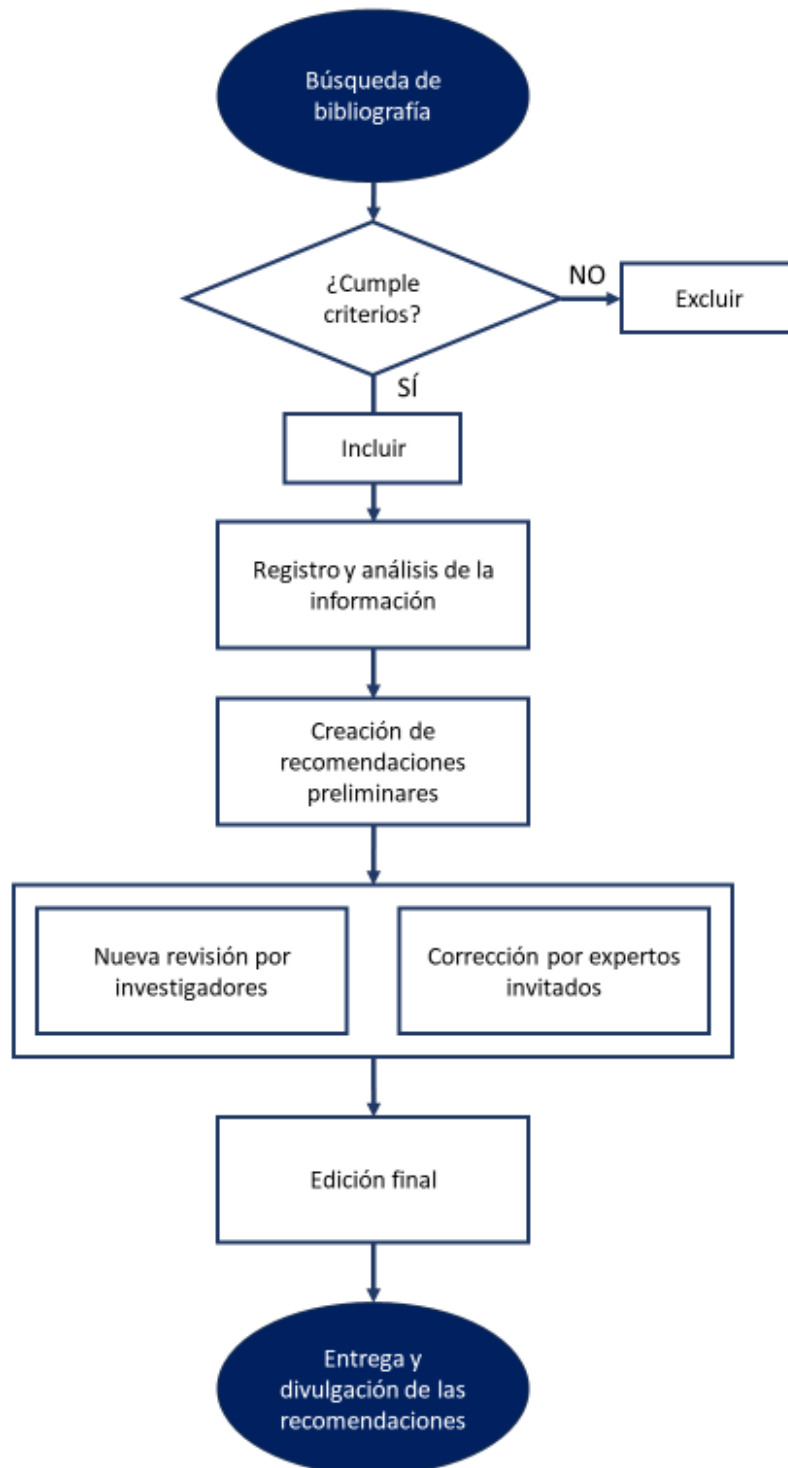 Búsqueda de
bibliografía
¿Cumple
criterios?
NO
Excluir
SÍ
Incluir
Registro y análisis de la
información
Creación de
recomendaciones
preliminares
Nueva revisión por
investigadores
Corrección por expertos
invitados
Edición final
Entrega y
divulgación de las
recomendaciones